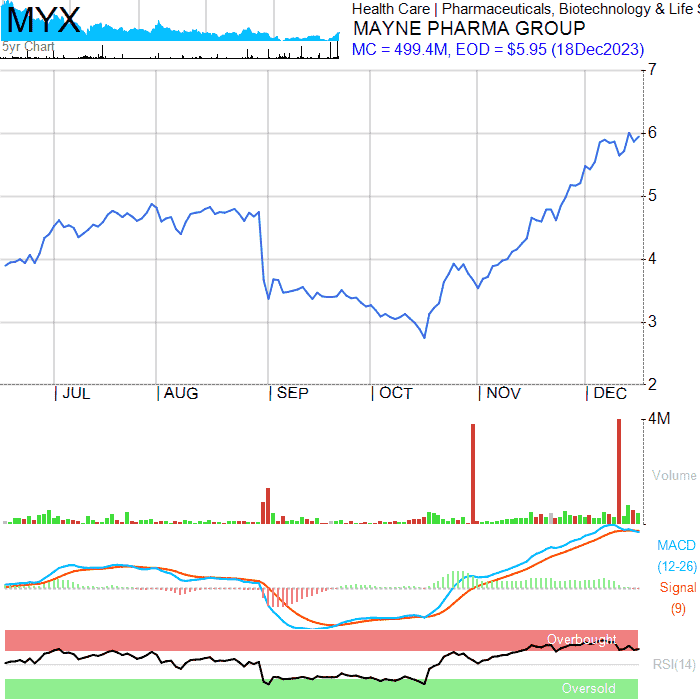 MYX
5yr Chart
Health Care | Pharmaceuticals, Biotechnology & Life S
MAYNE PHARMA GROUP
MC = 499.4M, EOD = $5.95 (18Dec2023)
7
6
5
4
3
2
| JUL | AUG | SEP | OCT | NOV | DEC
4M
Volume
MACD
(12-26)
Signal
(9)
Overbought
RSI(14)
Oversold